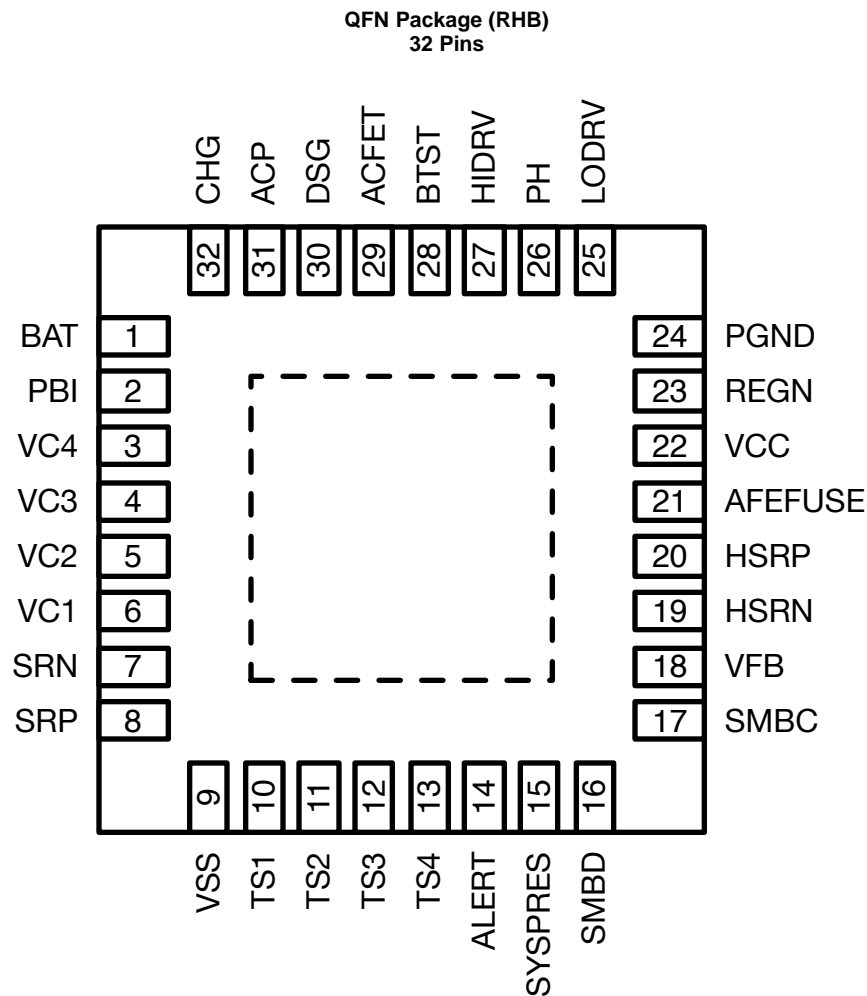 QFN Package (RHB)
32 Pins
CHG
ACP
DSG
ACFET
BTST
HIDRV
PH
LODRV
32
31
30
29
28
27
26
25
BAT 1
PBI 2
VC4 3
VC3 4
VC2 5
VC1 6
SRN 7
SRP 8
24 PGND
23 REGN
22 VCC
21 AFEFUSE
20 HSRP
19 HSRN
18 VFB
17 SMBC
9
10
11
12
13
14
15
16
VSS
TS1
TS2
TS3
TS4
ALERT
SYSPRES
SMBD